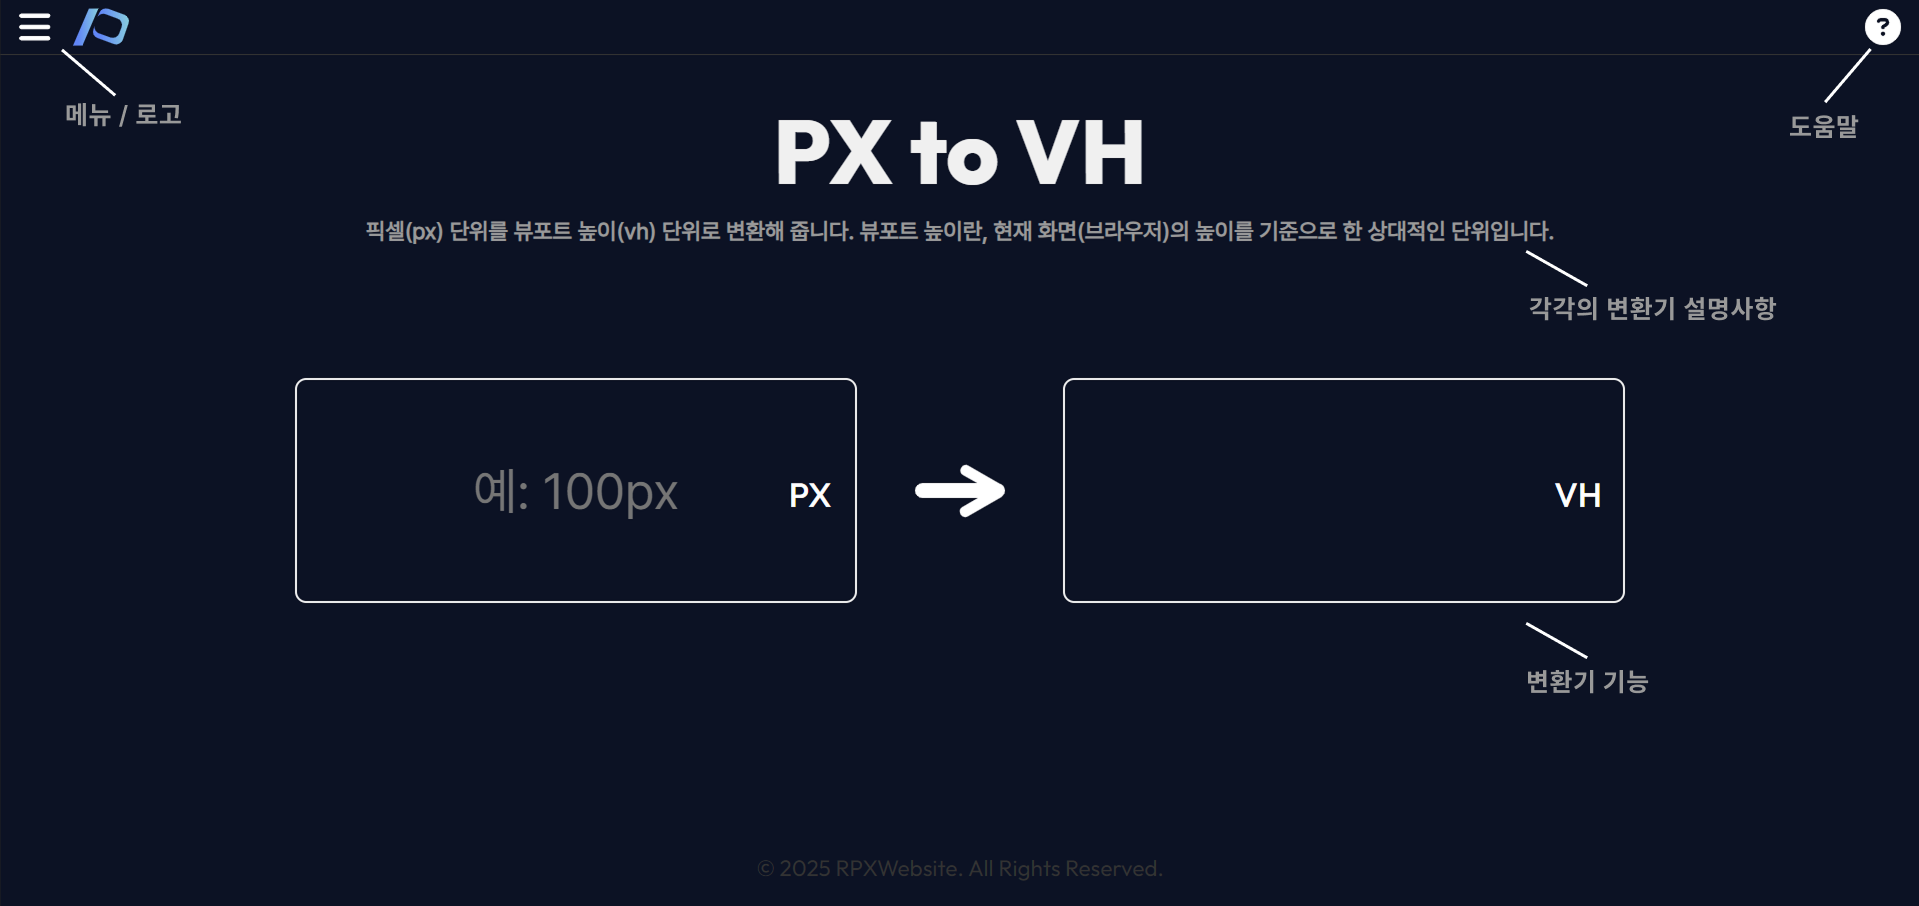 ?
메뉴 / 로고
도움말
PX to VH
픽셀(px) 단위를 뷰포트 높이(vh) 단위로 변환해 줍니다. 뷰포트 높이란, 현재 화면(브라우저)의 높이를 기준으로 한 상대적인 단위입니다.
각각의 변환기 설명사항
예: 100px
PX
VH
변환기 기능
© 2025 RPXWebsite. All Rights Reserved.